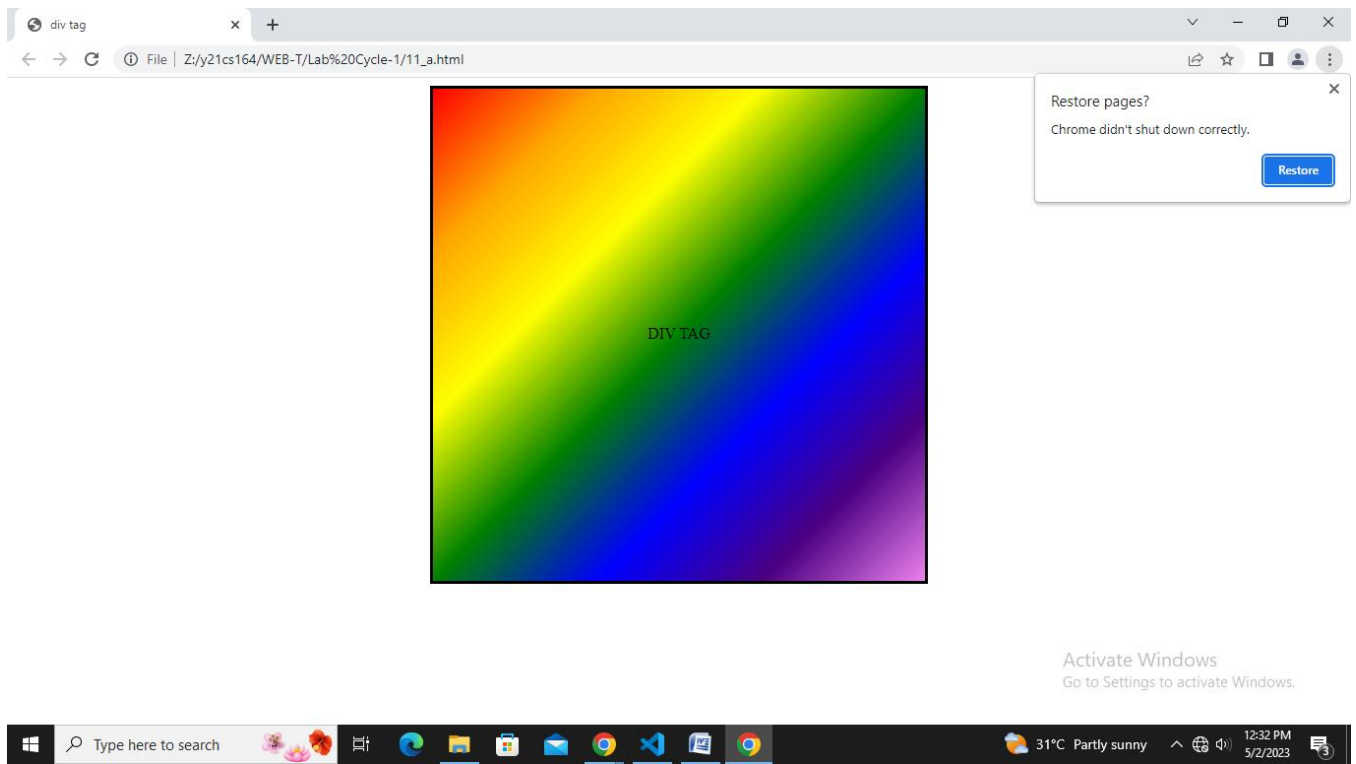 div tag
File Z:/y21cs164/WEB-T/Lab%20Cycle-1/11_a.html
Restore pages?
Chrome didn't shut down correctly.
Restore
DIV TAG
Activate Windows
Go to Settings to activate Windows.
Type here to search
31°C Partly sunny
12:32 PM
5/2/2023
3